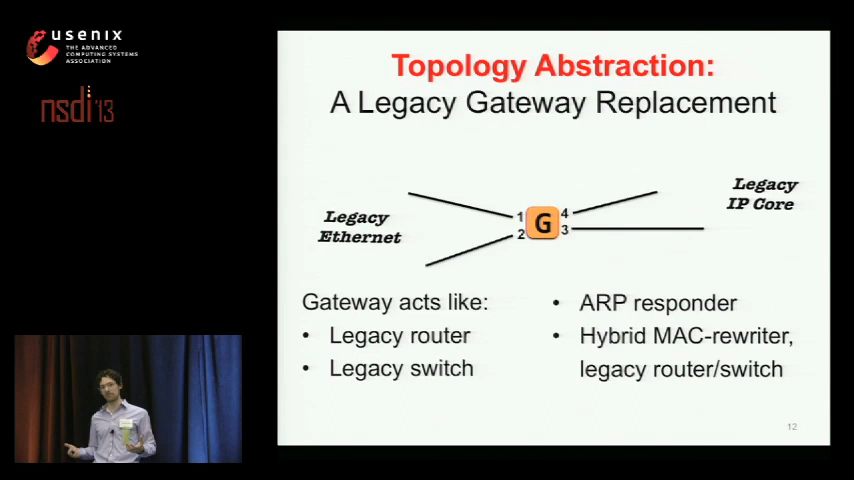 usenix
THE ADVANCED
COMPUTING SYSTEMS
ASSOCIATION
nsdi '13
Topology Abstraction:
A Legacy Gateway Replacement
Legacy
Ethernet
1
2
G
4
3
Legacy
IP Core
Gateway acts like:
• Legacy router
• Legacy switch
• ARP responder
• Hybrid MAC-rewriter,
legacy router/switch
12